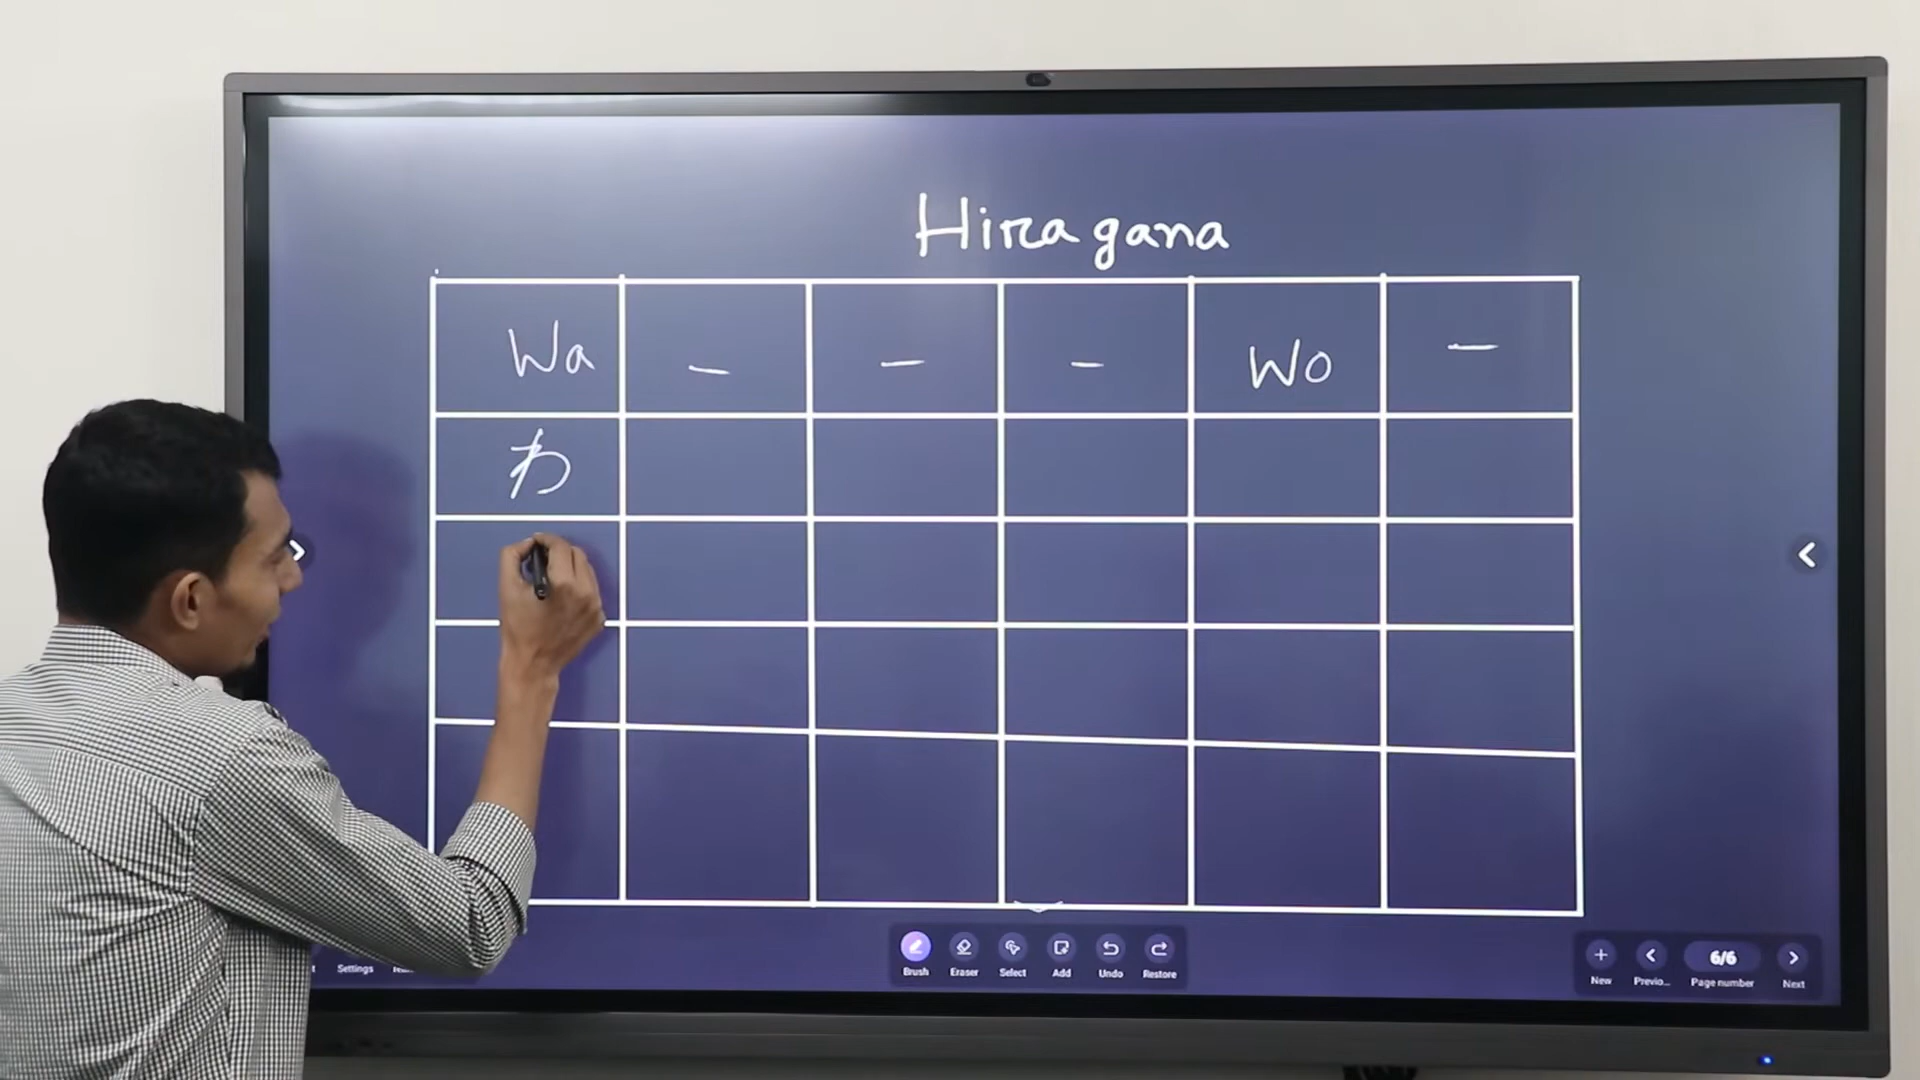 Hiragana
Wa - - - Wo -
わ
Settings
Brush Eraser Select Add Undo Restore
6/6
New Previo... Page number Next